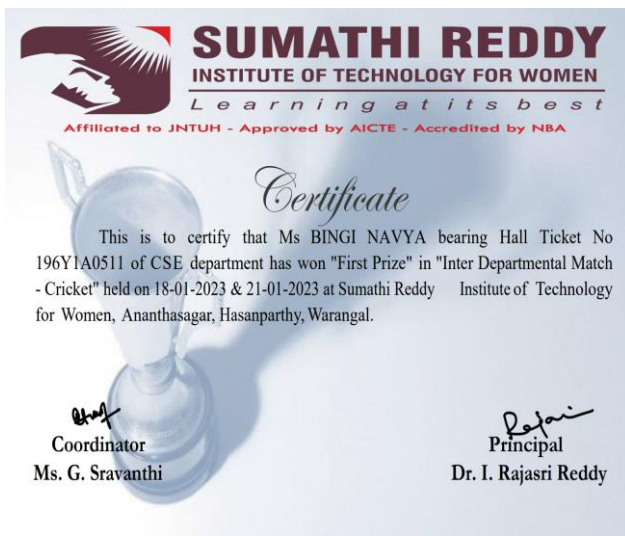 SUMATHI REDDY
INSTITUTE OF TECHNOLOGY FOR WOMEN
Learning at its best
Affiliated to JNTUH - Approved by AICTE - Accredited by NBA
Certificate
This is to certify that Ms BINGI NAVYA bearing Hall Ticket No
196Y1A0511 of CSE department has won "First Prize" in "Inter Departmental Match
- Cricket" held on 18-01-2023 & 21-01-2023 at Sumathi Reddy Institute of Technology
for Women, Ananthasagar, Hasanparthy, Warangal.
Coordinator
Ms. G. Sravanthi
Principal
Dr. I. Rajasri Reddy